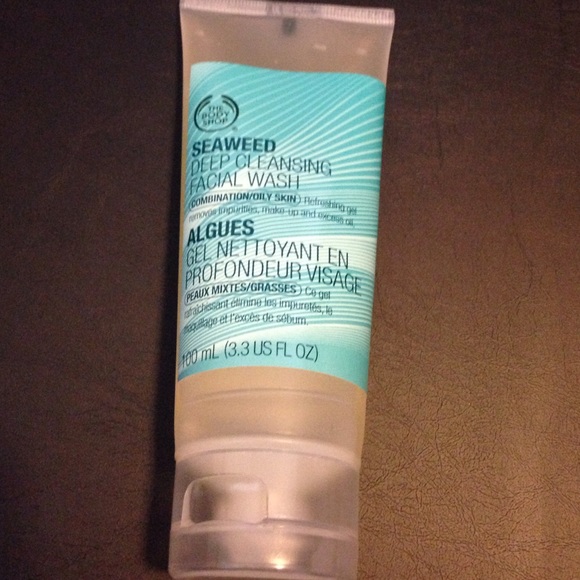 THE
BODY
SHOP
SEAWEED
DEEP CLEANSING
FACIAL WASH
(COMBINATION/OILY SKIN) Refreshing gel
removes impurities, make-up and excess oil.
ALGUES
GEL NETTOYANT EN
PROFONDEUR VISAGE
(PEAUX MIXTES/GRASSES) Ce gel
rafraîchissant élimine les impuretés, le
maquillage et l'excès de sébum.
100 mL (3.3 US FL OZ)